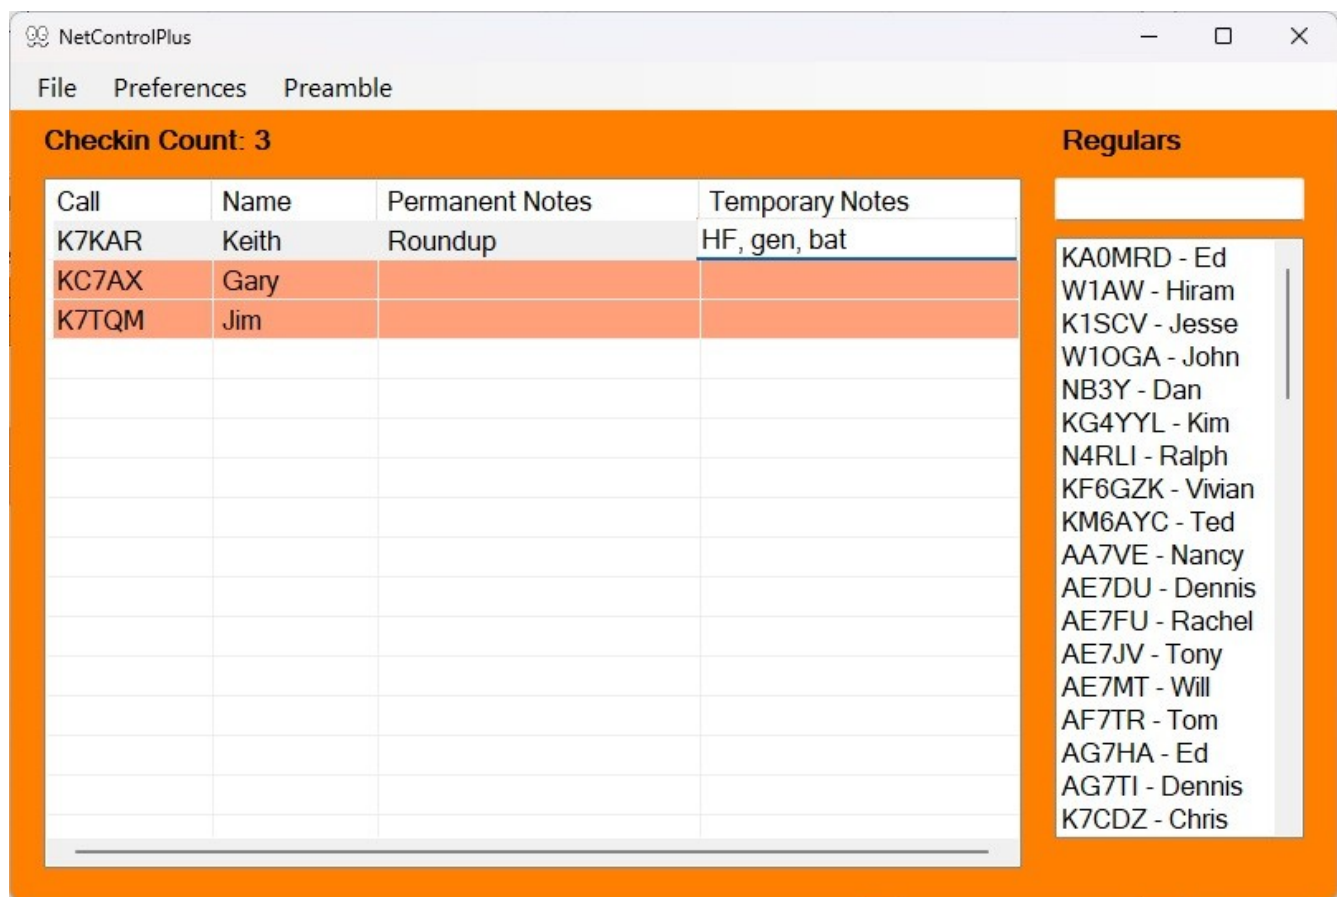 NetControlPlus
File Preferences Preamble
Checkin Count: 3
Call Name Permanent Notes Temporary Notes
K7KAR Keith Roundup HF, gen, bat
KC7AX Gary
K7TQM Jim
Regulars
KA0MRD - Ed
W1AW - Hiram
K1SCV - Jesse
W1OGA - John
NB3Y - Dan
KG4YYL - Kim
N4RLI - Ralph
KF6GZK - Vivian
KM6AYC - Ted
AA7VE - Nancy
AE7DU - Dennis
AE7FU - Rachel
AE7JV - Tony
AE7MT - Will
AF7TR - Tom
AG7HA - Ed
AG7TI - Dennis
K7CDZ - Chris